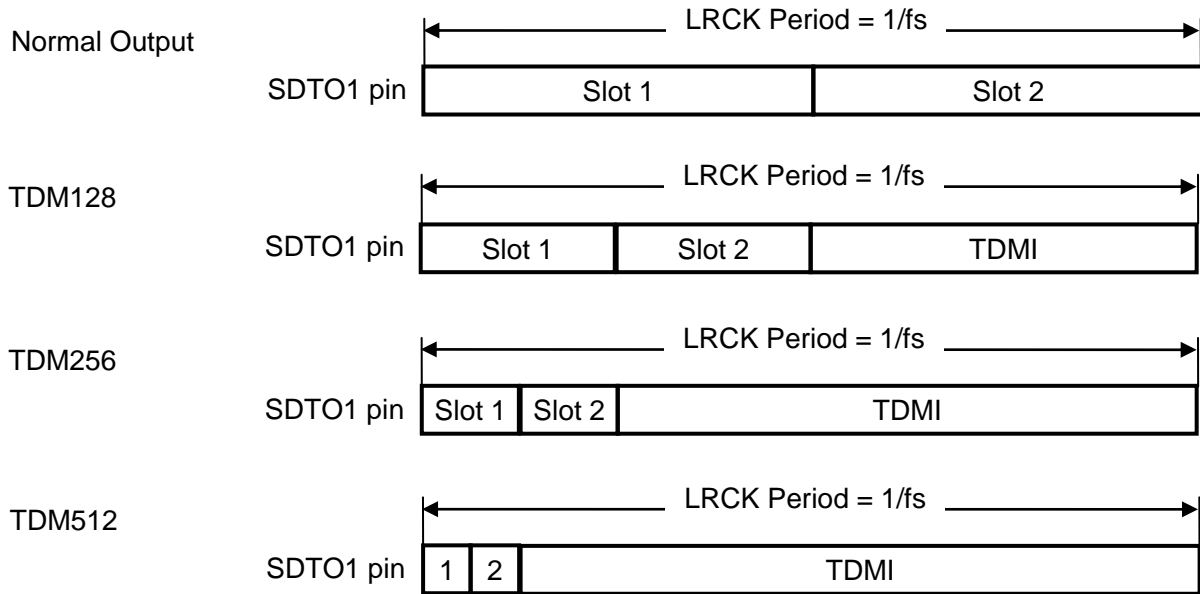 LRCK Period = 1/fs
Normal Output
SDTO1 pin Slot 1 Slot 2
LRCK Period = 1/fs
TDM128
SDTO1 pin Slot 1 Slot 2 TDMI
LRCK Period = 1/fs
TDM256
SDTO1 pin Slot 1 Slot 2 TDMI
LRCK Period = 1/fs
TDM512
SDTO1 pin 1 2 TDMI